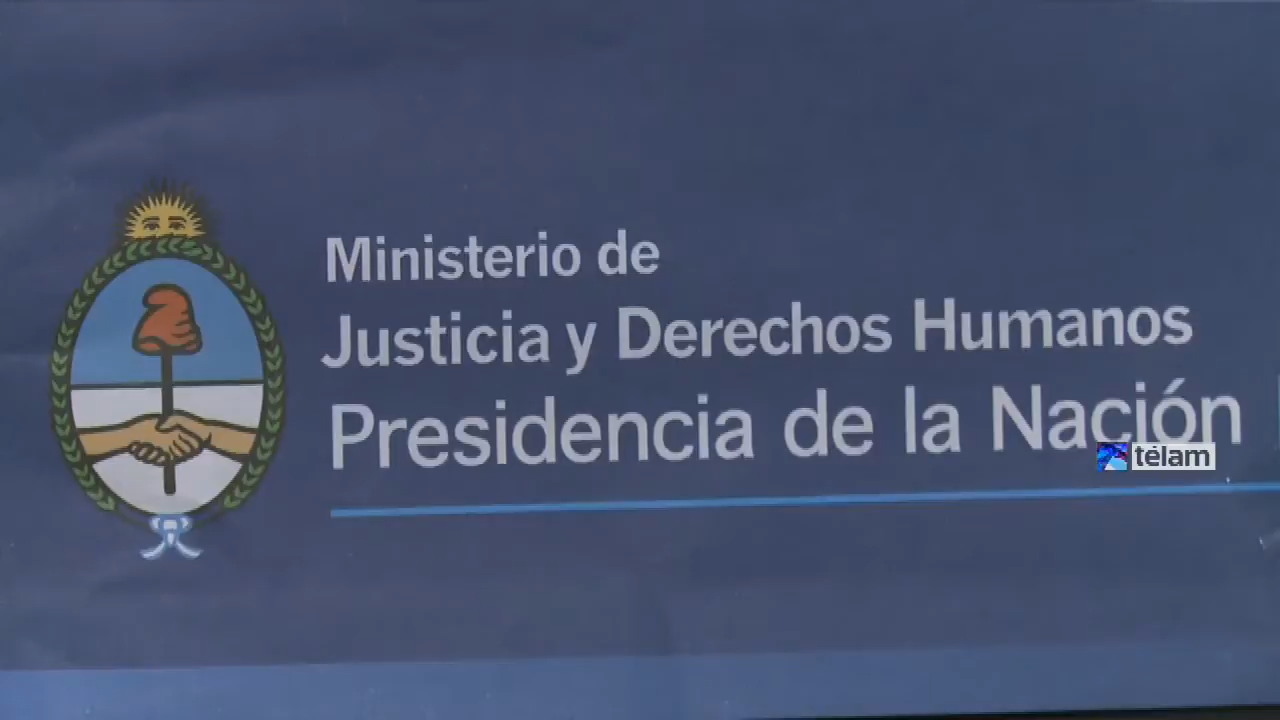 Ministerio de
Justicia y Derechos Humanos
Presidencia de la Nación
télam